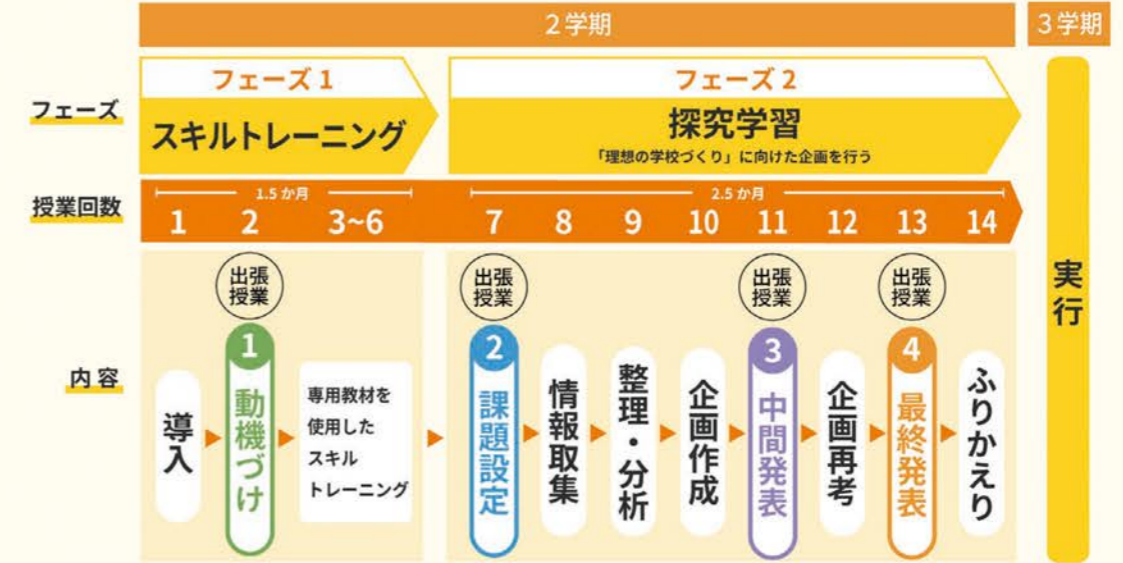 2学期
3学期
フェーズ
フェーズ1
スキルトレーニング
フェーズ2
探究学習
「理想の学校づくり」に向けた企画を行う
授業回数
1.5か月
1
2
3~6
2.5か月
7
8
9
10
11
12
13
14
実行
内容
導入
出張
授業
1
動機づけ
専用教材を
使用した
スキル
トレーニング
出張
授業
2
課題設定
情報取集
整理・分析
企画作成
出張
授業
3
中間発表
企画再考
出張
授業
4
最終発表
ふりかえり